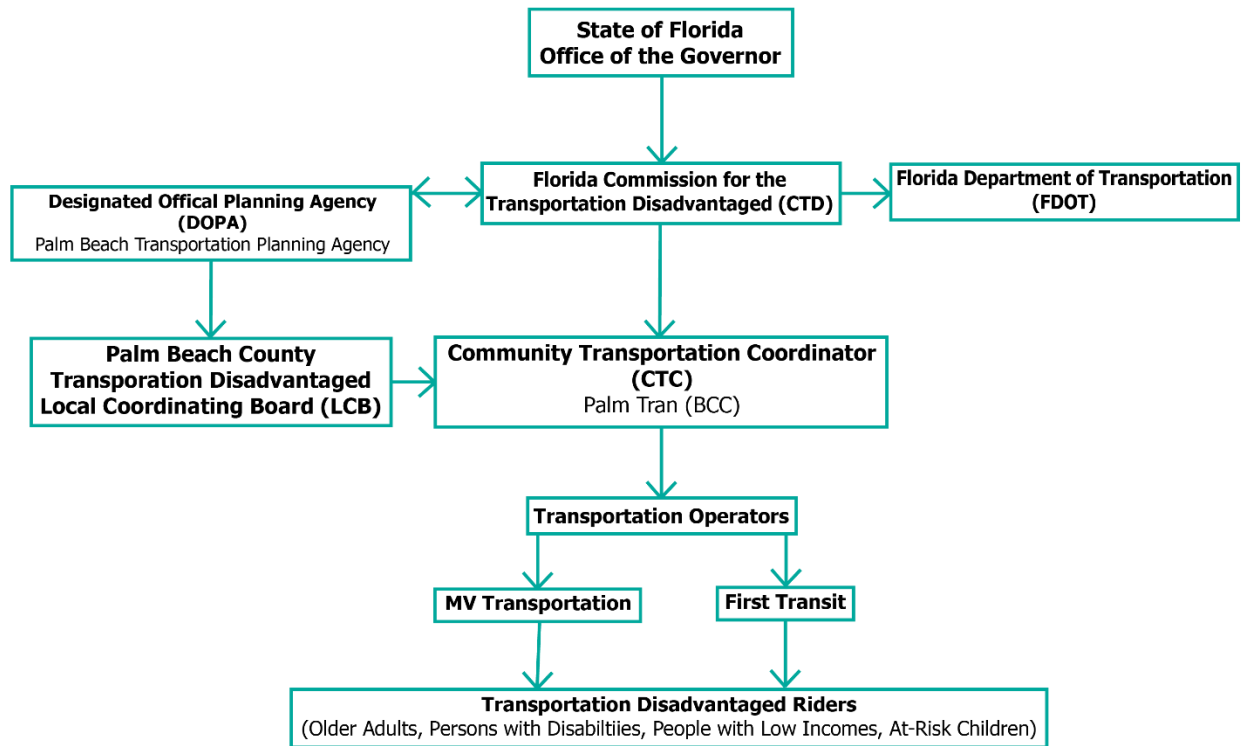 State of Florida
Office of the Governor
Florida Commission for the
Transportation Disadvantaged (CTD)
Florida Department of Transportation
(FDOT)
Designated Offical Planning Agency
(DOPA)
Palm Beach Transportation Planning Agency
Palm Beach County
Transporation Disadvantaged
Local Coordinating Board (LCB)
Community Transportation Coordinator
(CTC)
Palm Tran (BCC)
Transportation Operators
MV Transportation
First Transit
Transportation Disadvantaged Riders
(Older Adults, Persons with Disabiltiies, People with Low Incomes, At-Risk Children)